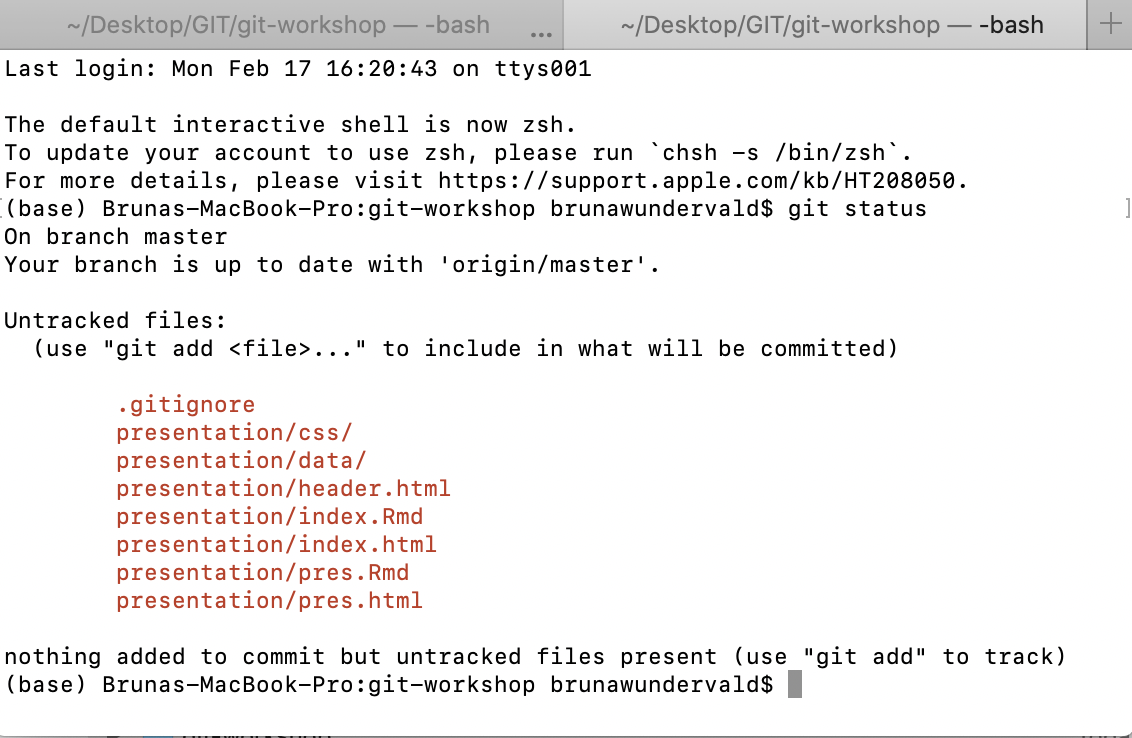 ~/Desktop/GIT/git-workshop — -bash ... ~/Desktop/GIT/git-workshop — -bash +
Last login: Mon Feb 17 16:20:43 on ttys001
The default interactive shell is now zsh.
To update your account to use zsh, please run `chsh -s /bin/zsh`.
For more details, please visit https://support.apple.com/kb/HT208050.
[(base) Brunas-MacBook-Pro:git-workshop brunawundervald$ git status ]
On branch master
Your branch is up to date with 'origin/master'.
Untracked files:
(use "git add <file>..." to include in what will be committed)
.gitignore
presentation/css/
presentation/data/
presentation/header.html
presentation/index.Rmd
presentation/index.html
presentation/pres.Rmd
presentation/pres.html
nothing added to commit but untracked files present (use "git add" to track)
(base) Brunas-MacBook-Pro:git-workshop brunawundervald$